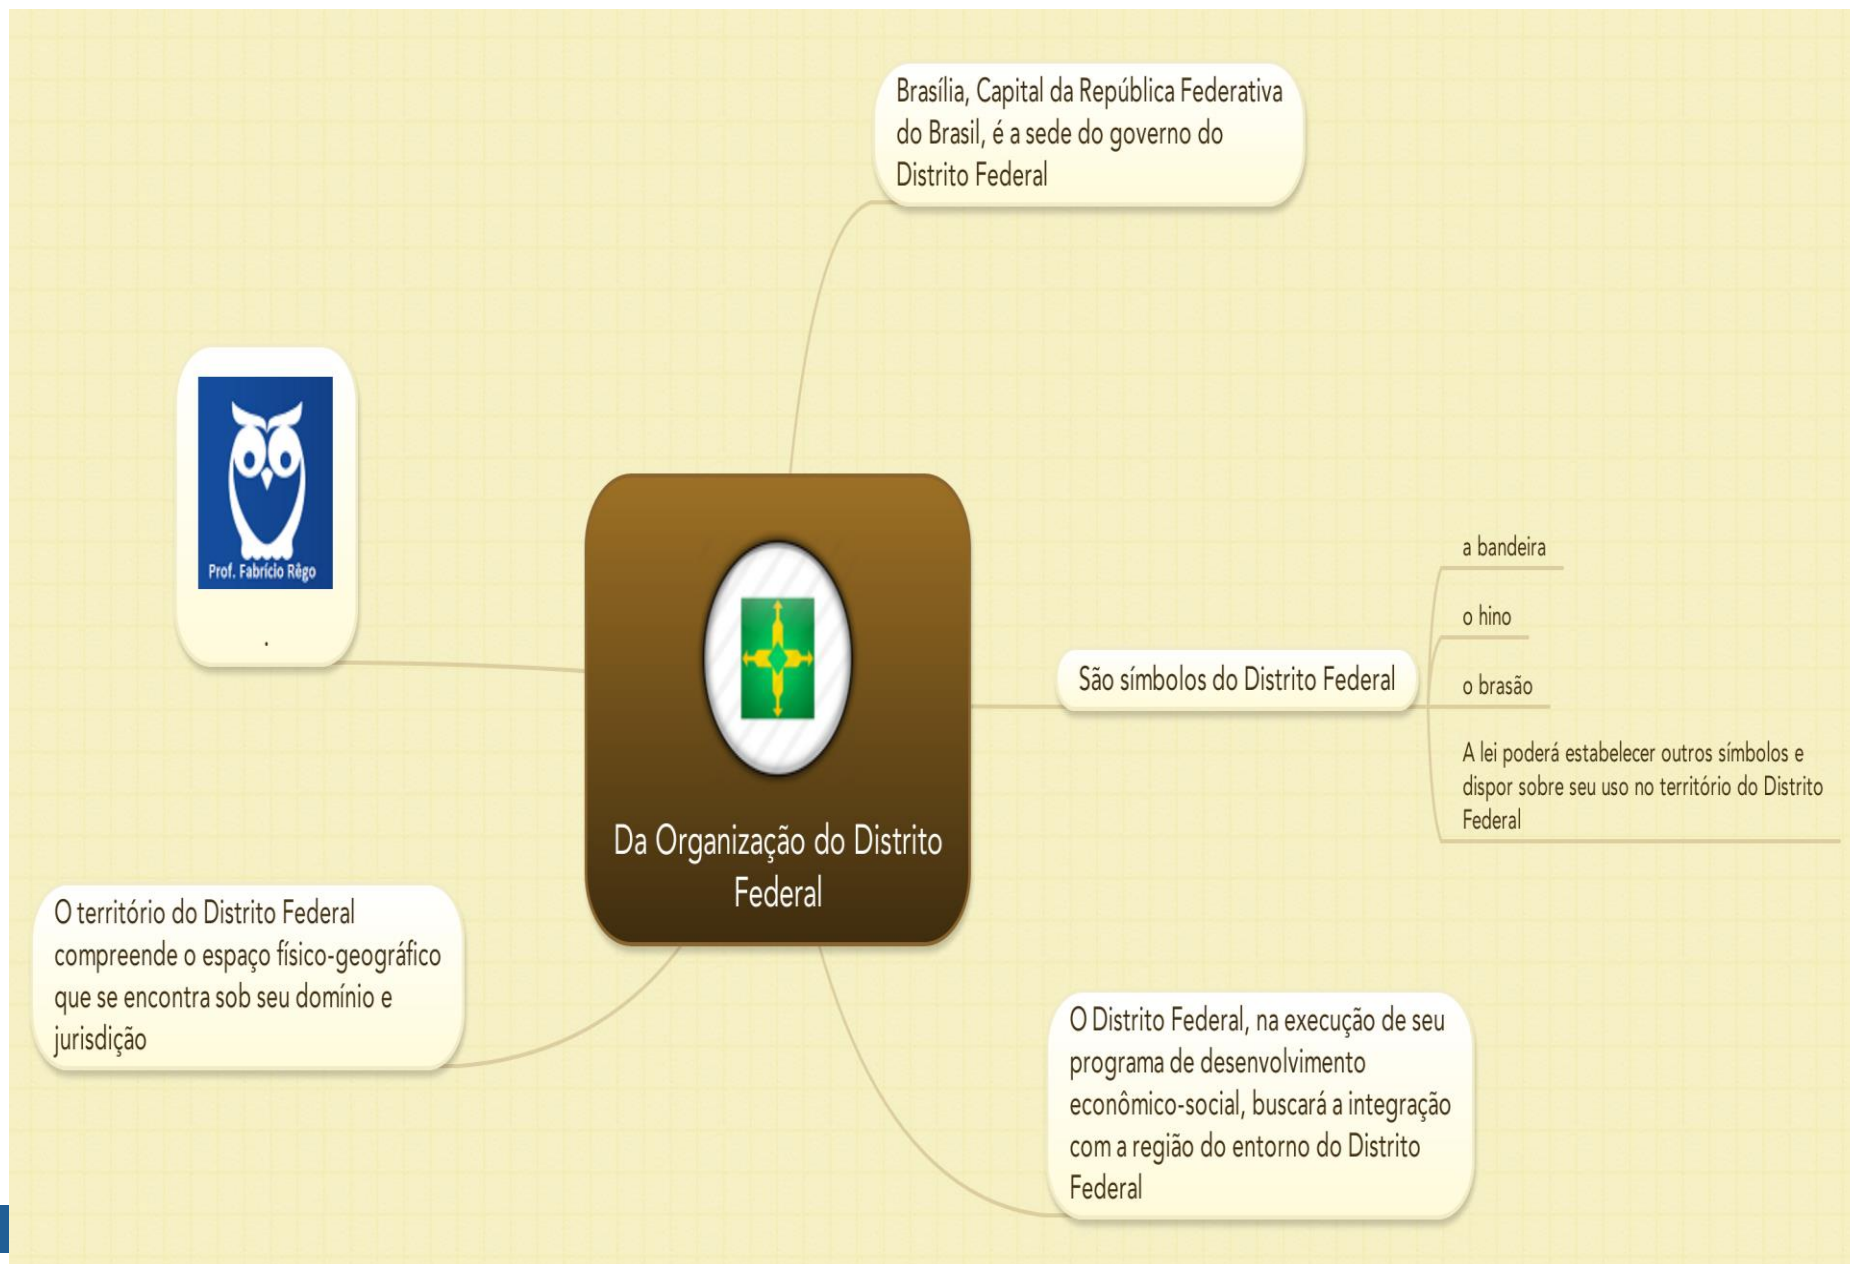 Brasília, Capital da República Federativa
do Brasil, é a sede do governo do
Distrito Federal
Prof. Fabrício Rêgo
.
Da Organização do Distrito
Federal
São símbolos do Distrito Federal
a bandeira
o hino
o brasão
A lei poderá estabelecer outros símbolos e
dispor sobre seu uso no território do Distrito
Federal
O território do Distrito Federal
compreende o espaço físico-geográfico
que se encontra sob seu domínio e
jurisdição
O Distrito Federal, na execução de seu
programa de desenvolvimento
econômico-social, buscará a integração
com a região do entorno do Distrito
Federal